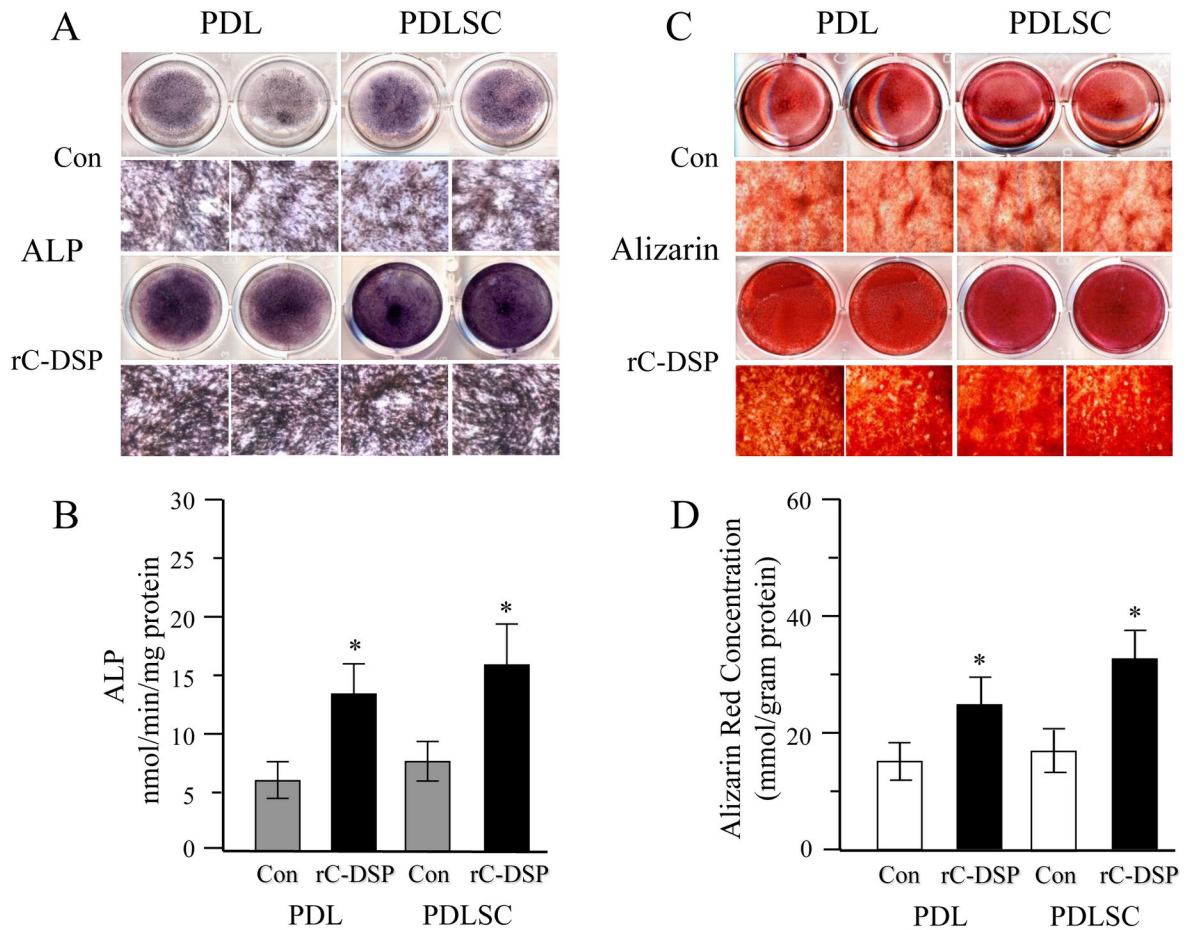 A
PDL PDLSC
Con
ALP
rC-DSP
C
PDL PDLSC
Con
Alizarin
rC-DSP
B
ALP
nmol/min/mg protein
30
25
20
15
10
5
0
* *
Con rC-DSP Con rC-DSP
PDL PDLSC
D
Alizarin Red Concentration
(mmol/gram protein)
60
40
20
0
* *
Con rC-DSP Con rC-DSP
PDL PDLSC